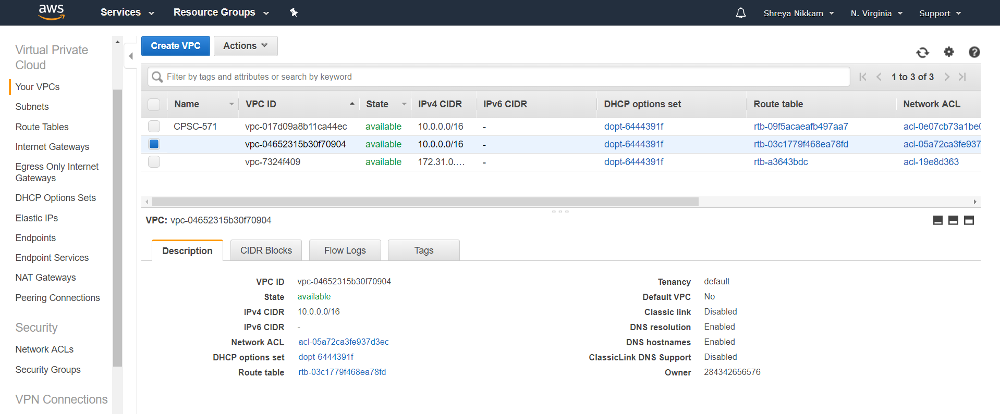 aws Services Resource Groups Shreya Nikkam N. Virginia Support
Virtual Private
Cloud
Your VPCs
Subnets
Route Tables
Internet Gateways
Egress Only Internet
Gateways
DHCP Options Sets
Elastic IPs
Endpoints
Endpoint Services
NAT Gateways
Peering Connections
Security
Network ACLs
Security Groups
VPN Connections
Create VPC Actions
Filter by tags and attributes or search by keyword 1 to 3 of 3
Name VPC ID State IPv4 CIDR IPv6 CIDR DHCP options set Route table Network ACL
CPSC-571 vpc-017d09a8b11ca44ec available 10.0.0.0/16 - dopt-6444391f rtb-09f5acaeafb497aa7 acl-0e07cb73a1be0
vpc-04652315b30f70904 available 10.0.0.0/16 - dopt-6444391f rtb-03c1779f468ea78fd acl-05a72ca3fe937
vpc-7324f409 available 172.31.0.… - dopt-6444391f rtb-a3643bdc acl-19e8d363
VPC: vpc-04652315b30f70904
Description CIDR Blocks Flow Logs Tags
VPC ID vpc-04652315b30f70904 Tenancy default
State available Default VPC No
IPv4 CIDR 10.0.0.0/16 Classic link Disabled
IPv6 CIDR - DNS resolution Enabled
Network ACL acl-05a72ca3fe937d3ec DNS hostnames Enabled
DHCP options set dopt-6444391f ClassicLink DNS Support Disabled
Route table rtb-03c1779f468ea78fd Owner 284342656576